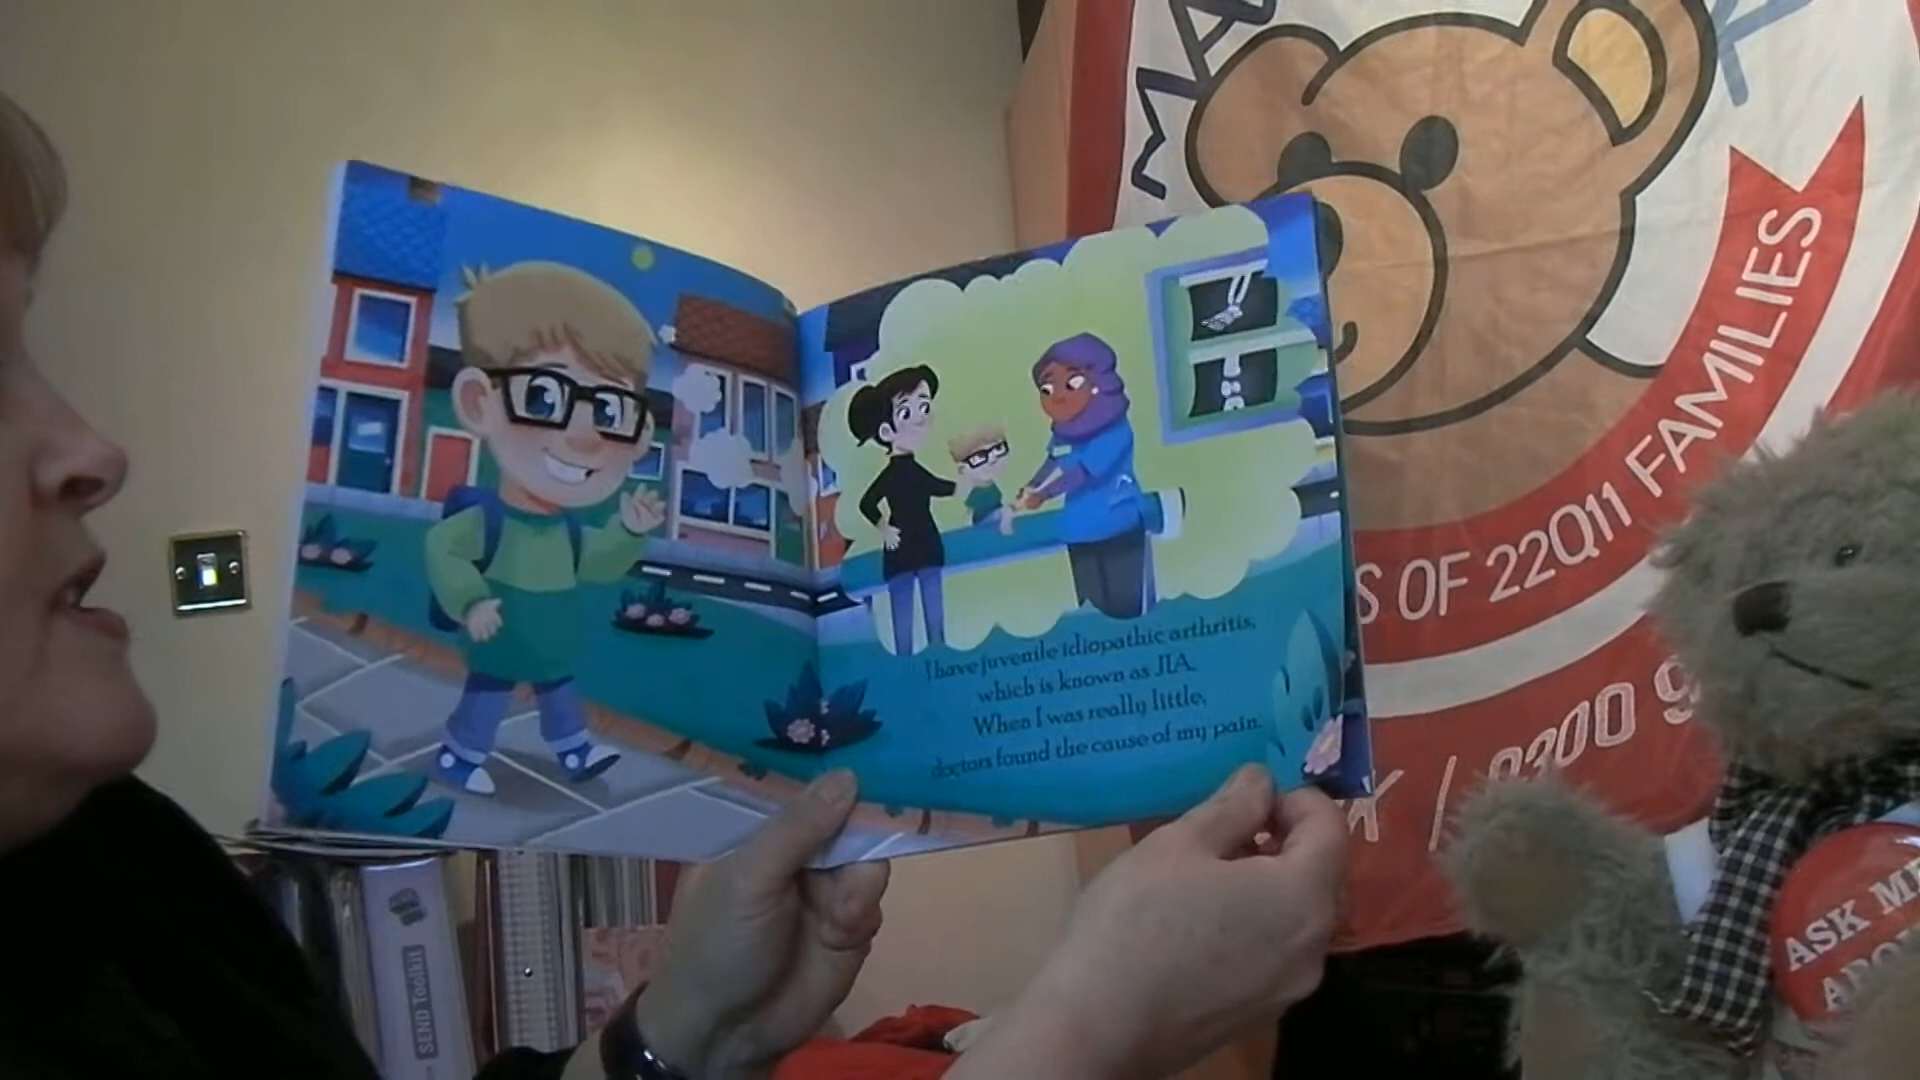 I have juvenile idiopathic arthritis,
which is known as JIA.
When I was really little,
doctors found the cause of my pain.
MA
S OF 22Q11 FAMILIES
K / 0300 9
SEND Toolkit
ASK ME